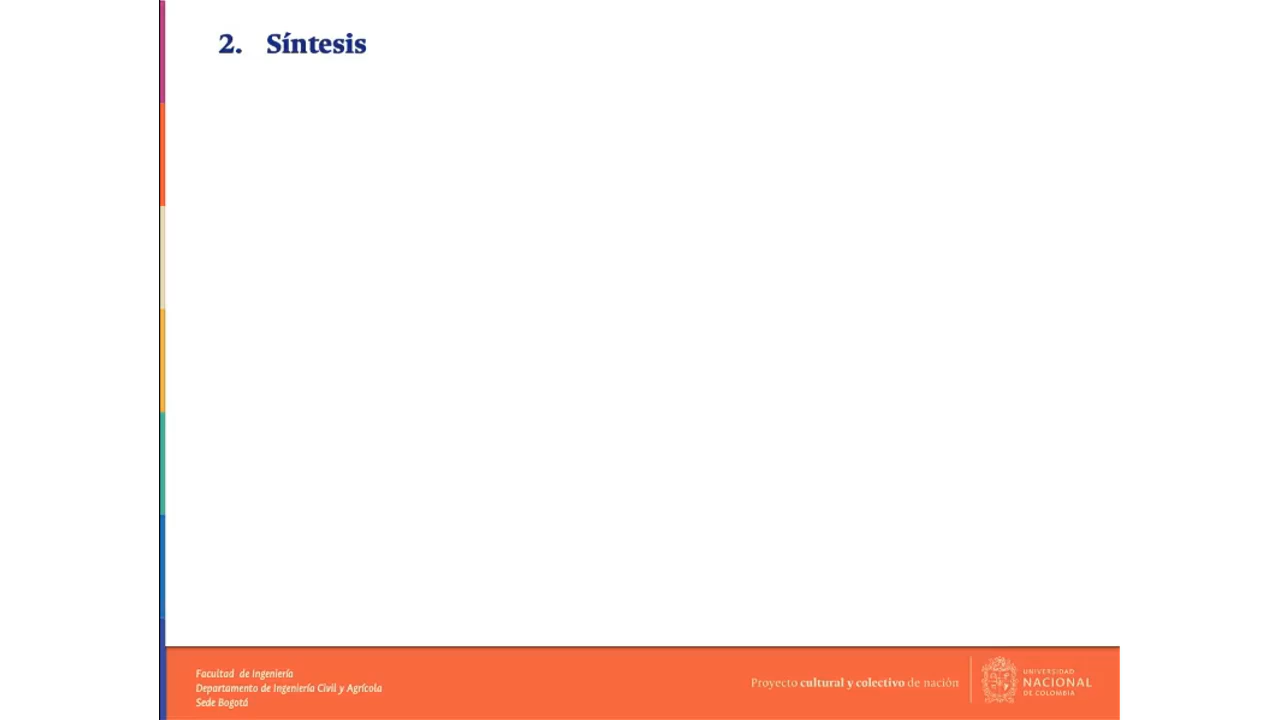 2. Síntesis
Facultad de Ingeniería
Departamento de Ingeniería Civil y Agrícola
Sede Bogotá
Proyecto cultural y colectivo de nación
UNIVERSIDAD
NACIONAL
DE COLOMBIA